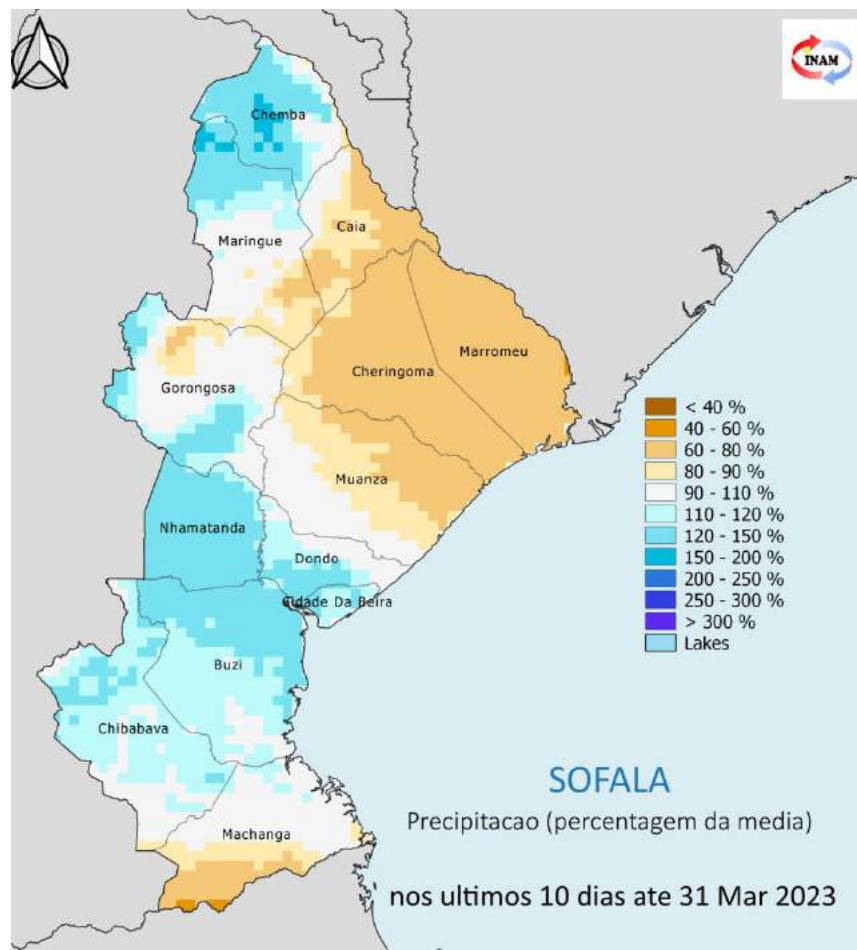 INAM
Chemba
Caia
Maringue
Marromeu
Cheringoma
Gorongosa
< 40 %
40 - 60 %
60 - 80 %
80 - 90 %
90 - 110 %
110 - 120 %
120 - 150 %
150 - 200 %
200 - 250 %
250 - 300 %
> 300 %
Lakes
Muanza
Nhamatanda
Dondo
Cidade Da Beira
Buzi
Chibabava
Machanga
SOFALA
Precipitacao (percentagem da media)
nos ultimos 10 dias ate 31 Mar 2023